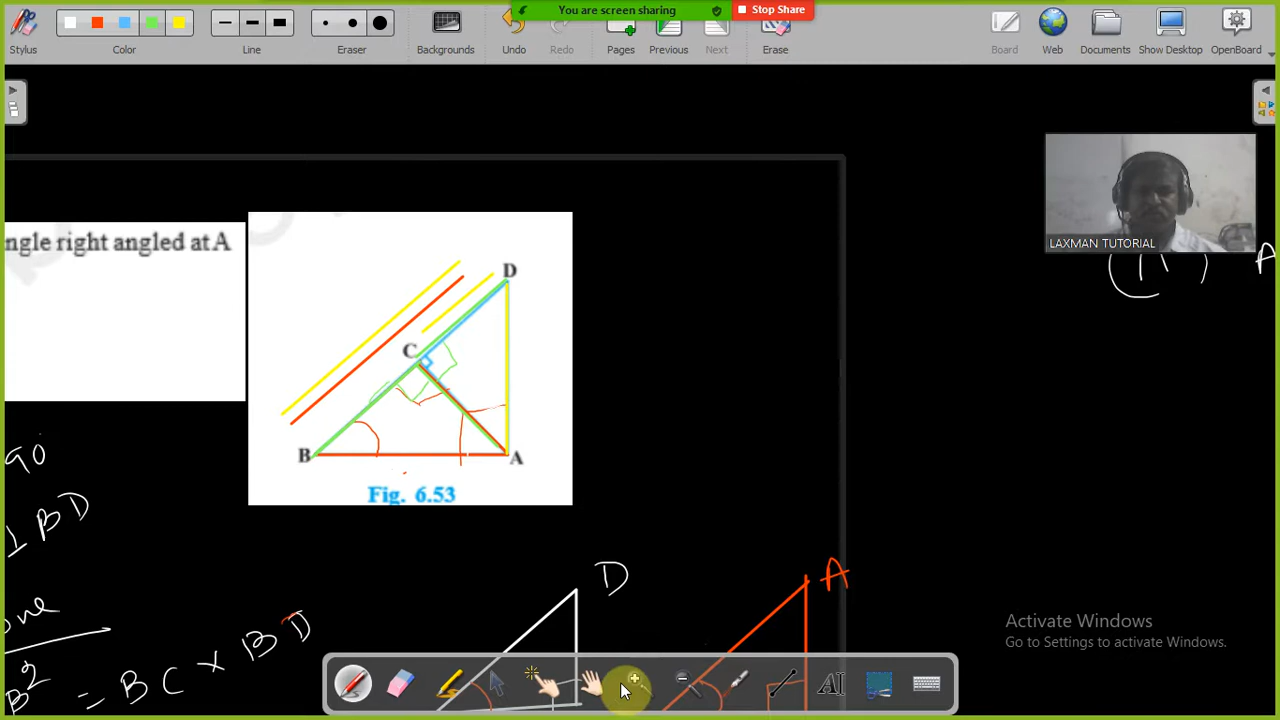 You are screen sharing
Stop Share
Stylus
Color
Line
Eraser
Backgrounds
Undo
Redo
Pages
Previous
Next
Erase
Board
Web
Documents
Show Desktop
OpenBoard
LAXMAN TUTORIAL
ngle right angled at A
D
C
B
A
Fig. 6.53
90
⊥ BD
D
A
= BC × BD
Activate Windows
Go to Settings to activate Windows.
AI